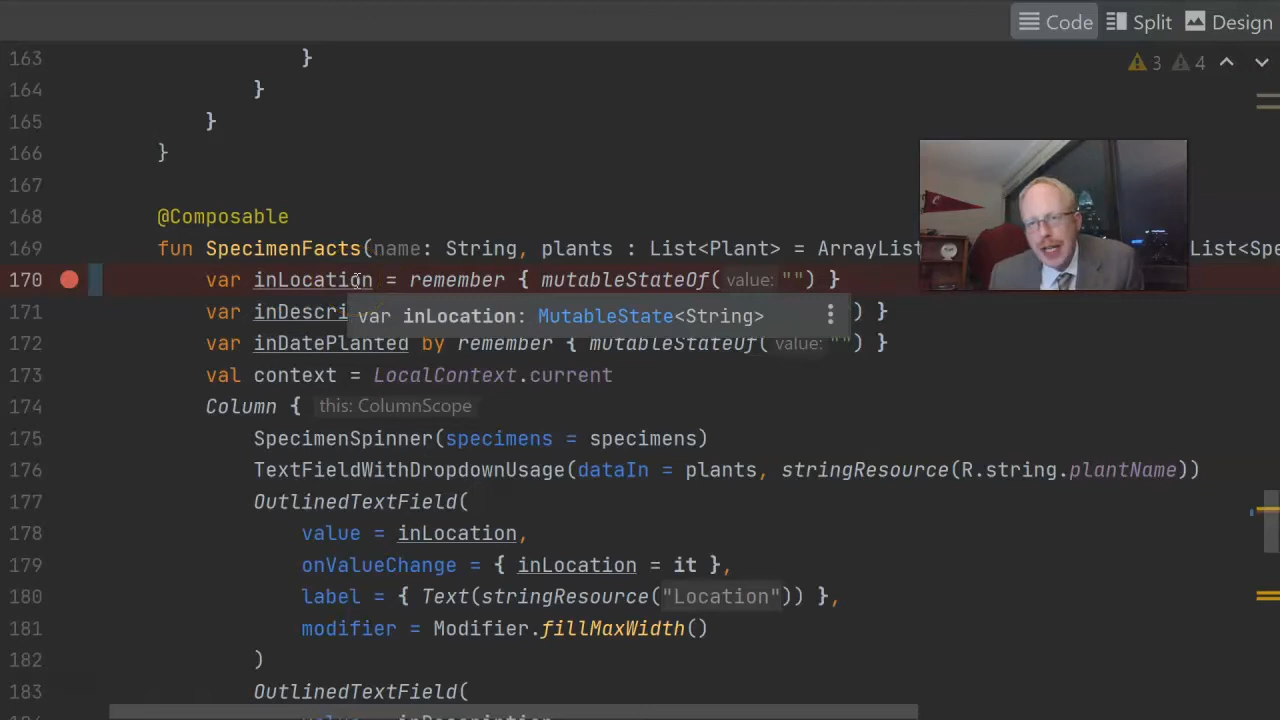 Code Split Design
163 }
3 4
164 }
165 }
166 }
167
168 @Composable
169 fun SpecimenFacts(name: String, plants : List<Plant> = ArrayList List<Spe
170 var inLocation = remember { mutableStateOf( value: "") }
171 var inDescri ) }
var inLocation: MutableState<String>
172 var inDatePlanted by remember { mutableStateOf( value: "") }
173 val context = LocalContext.current
174 Column { this: ColumnScope
175 SpecimenSpinner(specimens = specimens)
176 TextFieldWithDropdownUsage(dataIn = plants, stringResource(R.string.plantName))
177 OutlinedTextField(
178 value = inLocation,
179 onValueChange = { inLocation = it },
180 label = { Text(stringResource("Location")) },
181 modifier = Modifier.fillMaxWidth()
182 )
183 OutlinedTextField(